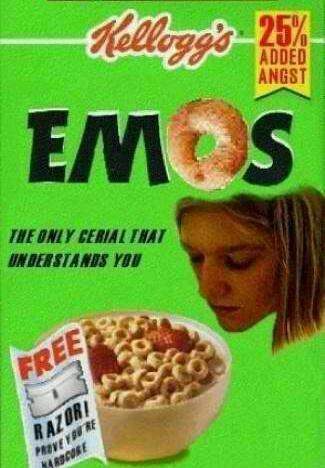 Kellogg's
25%
ADDED
ANGST
EMOS
THE ONLY CERIAL THAT
UNDERSTANDS YOU
FREE
RAZOR!
PROVE YOU'RE
HARDCORE